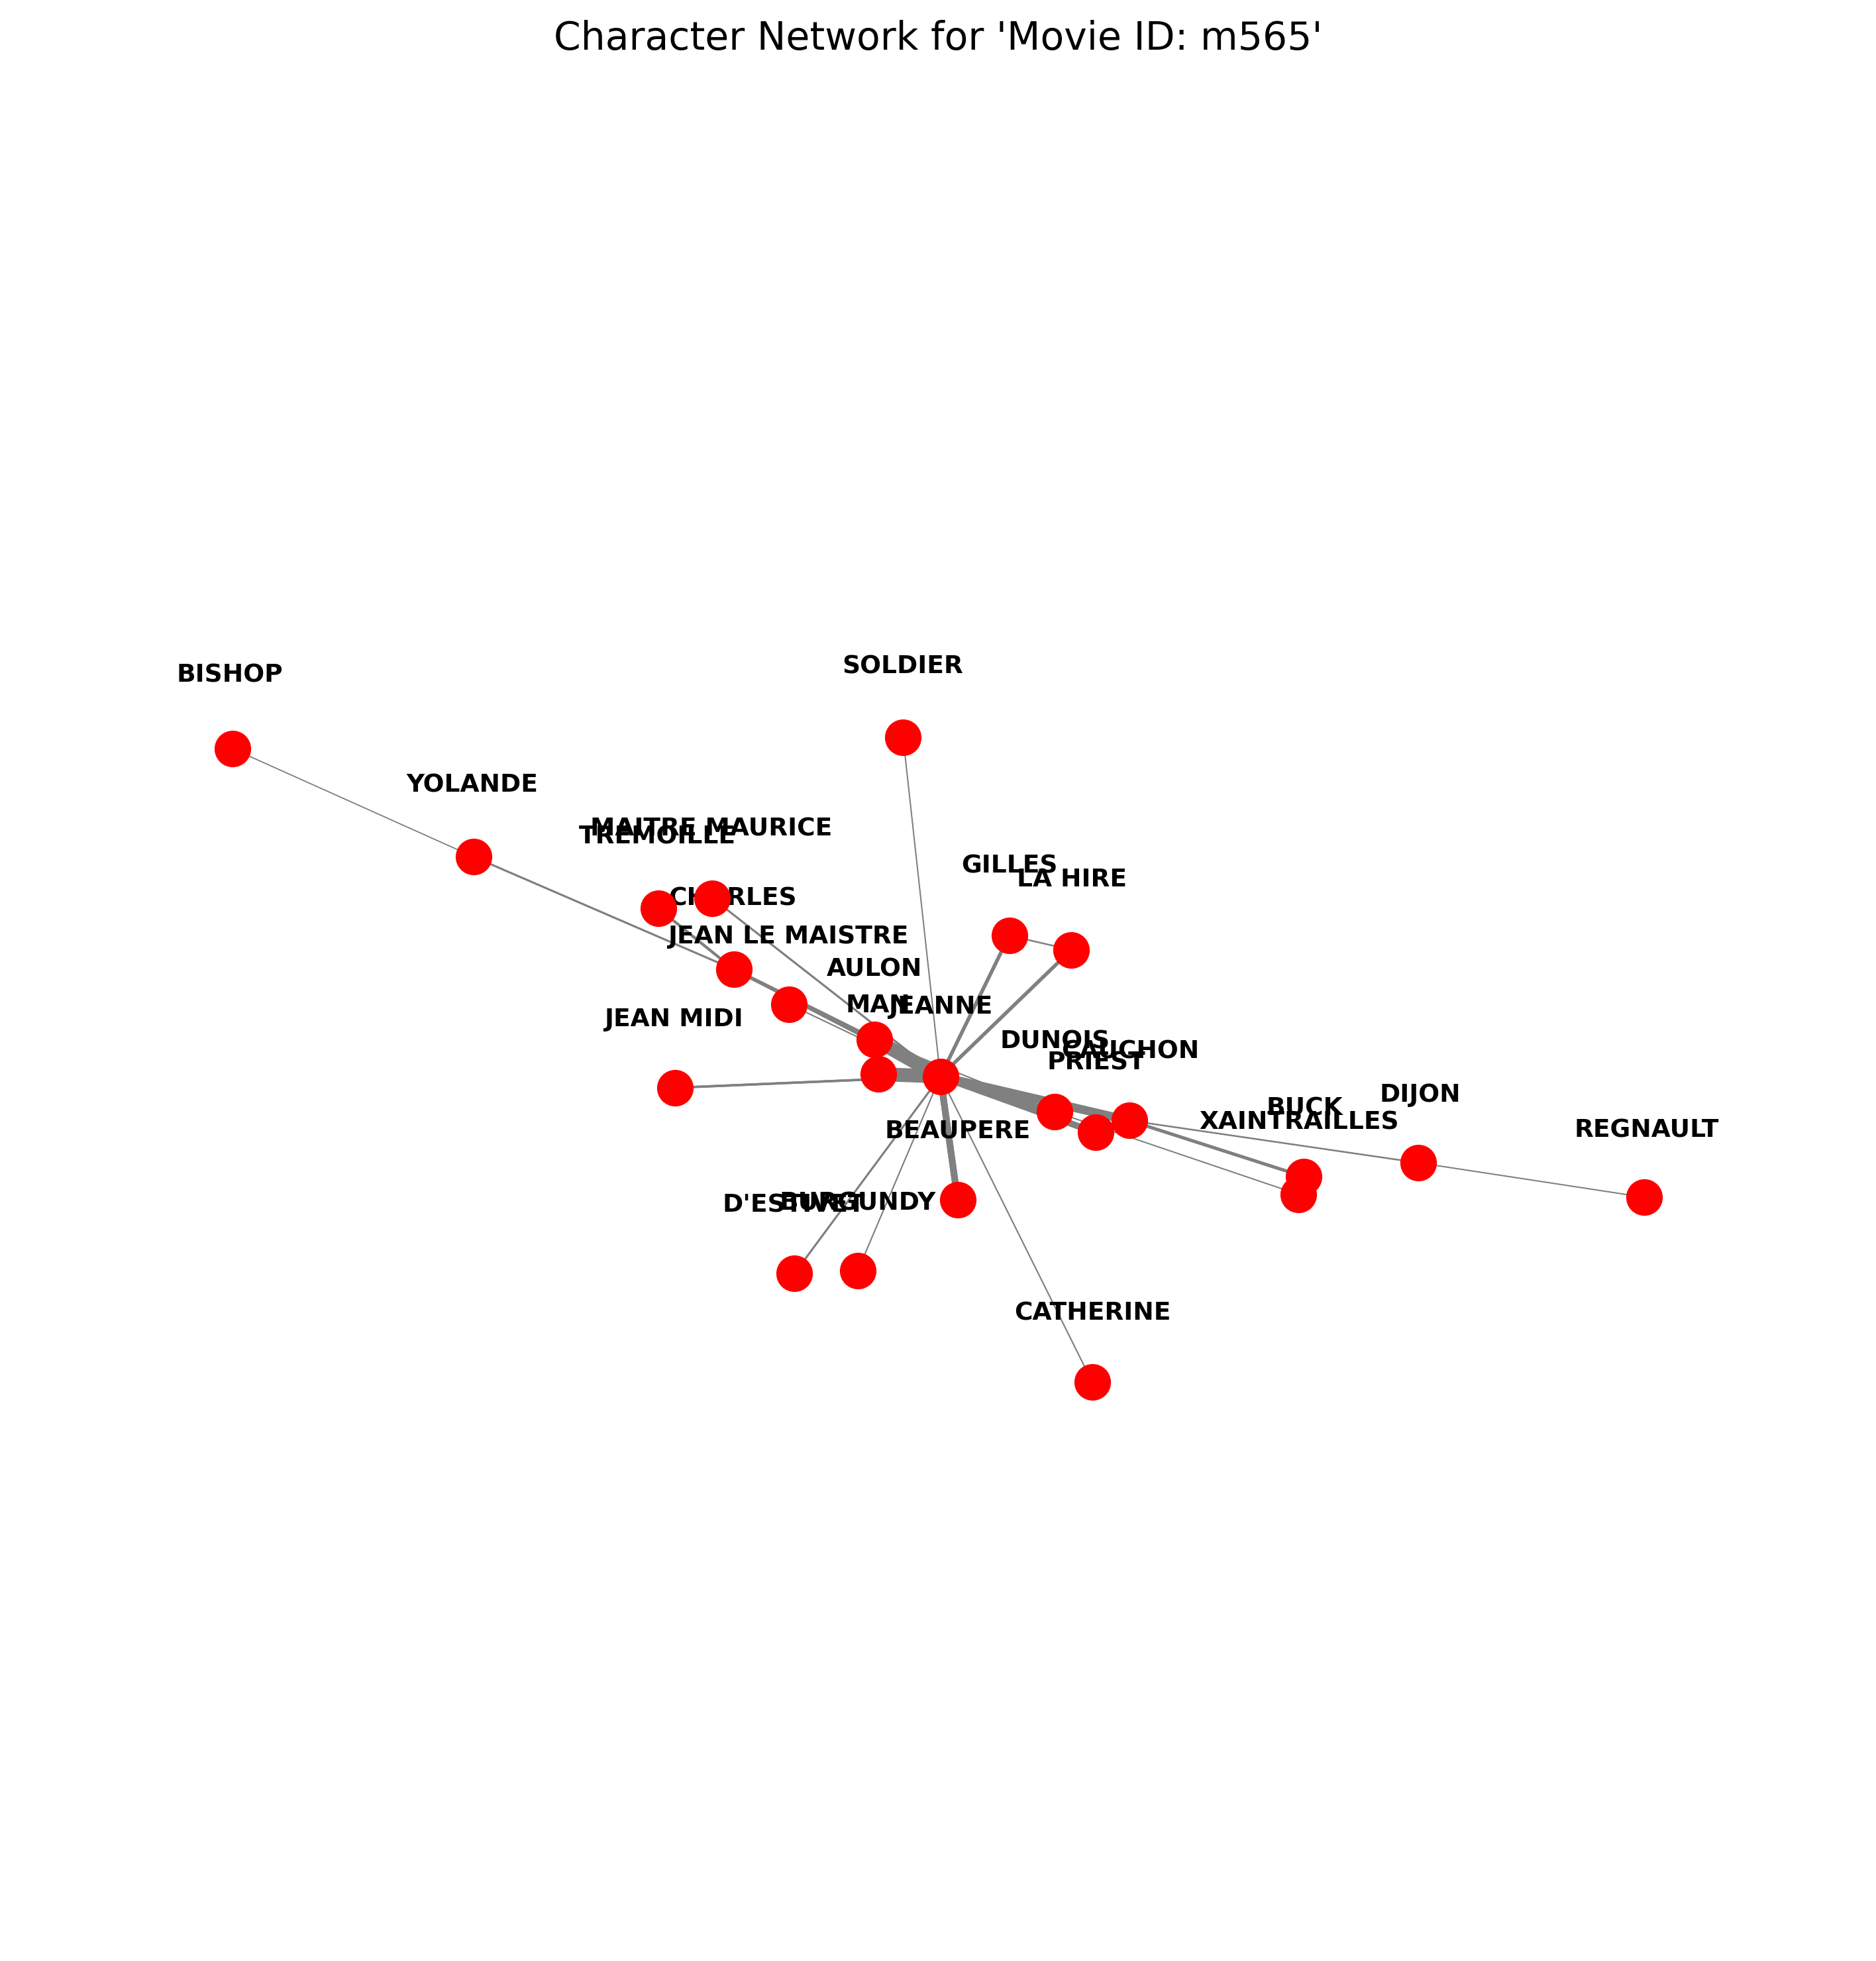 Character Network for 'Movie ID: m565'
SOLDIER
BISHOP
YOLANDE
MAITRE MAURICE
TREMOILLE
GILLES
LA HIRE
CHARLES
JEAN LE MAISTRE
AULON
MAN
JEANNE
JEAN MIDI
DUNOIS
CAUCHON
PRIEST
DIJON
BUCK
XAINTRAILLES
REGNAULT
BEAUPERE
D'ESTIVET
BURGUNDY
CATHERINE